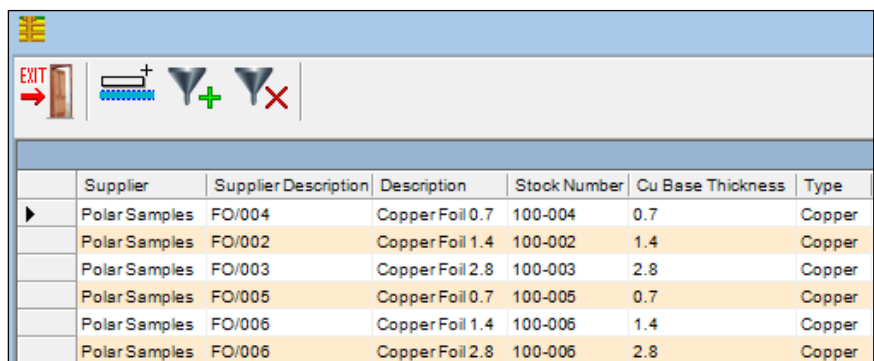 EXIT
Supplier Supplier Description Description Stock Number Cu Base Thickness Type
Polar Samples FO/004 Copper Foil 0.7 100-004 0.7 Copper
Polar Samples FO/002 Copper Foil 1.4 100-002 1.4 Copper
Polar Samples FO/003 Copper Foil 2.8 100-003 2.8 Copper
Polar Samples FO/005 Copper Foil 0.7 100-005 0.7 Copper
Polar Samples FO/006 Copper Foil 1.4 100-006 1.4 Copper
Polar Samples FO/006 Copper Foil 2.8 100-006 2.8 Copper